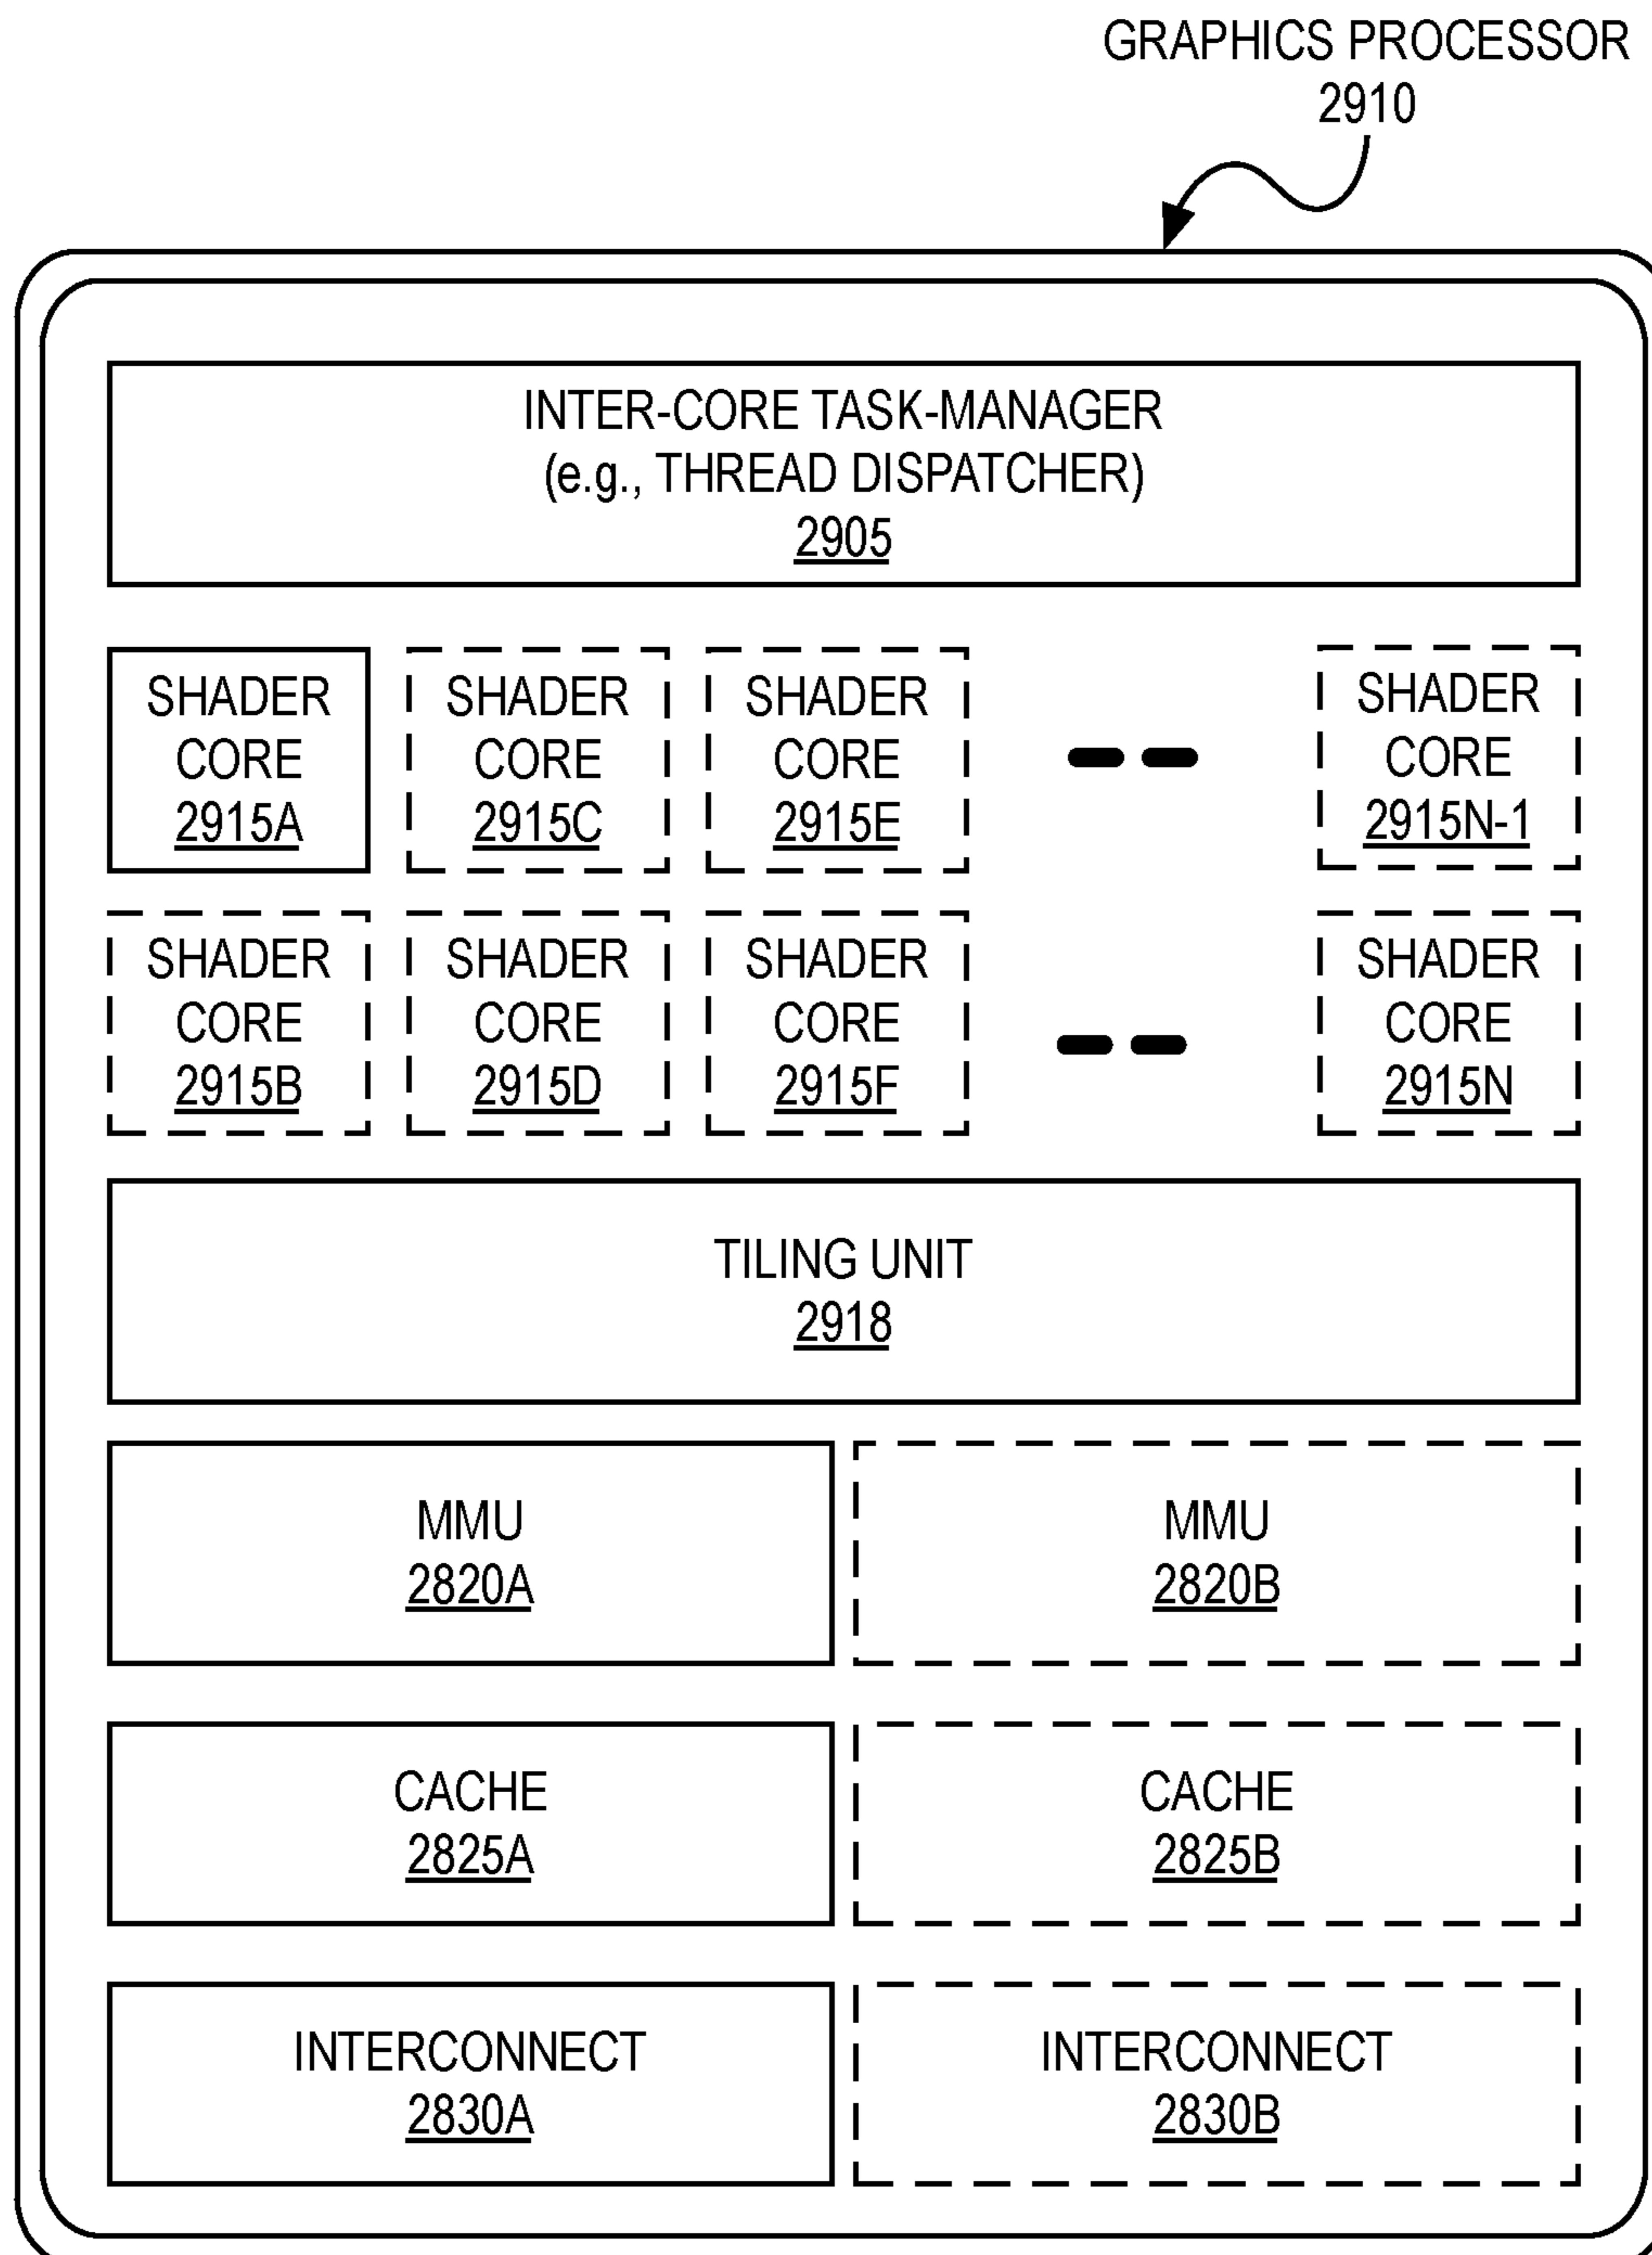 GRAPHICS PROCESSOR
2910
INTER-CORE TASK-MANAGER
(e.g., THREAD DISPATCHER)
2905
SHADER
CORE
2915A
SHADER
CORE
2915C
SHADER
CORE
2915E
SHADER
CORE
2915N-1
SHADER
CORE
2915B
SHADER
CORE
2915D
SHADER
CORE
2915F
SHADER
CORE
2915N
TILING UNIT
2918
MMU
2820A
MMU
2820B
CACHE
2825A
CACHE
2825B
INTERCONNECT
2830A
INTERCONNECT
2830B